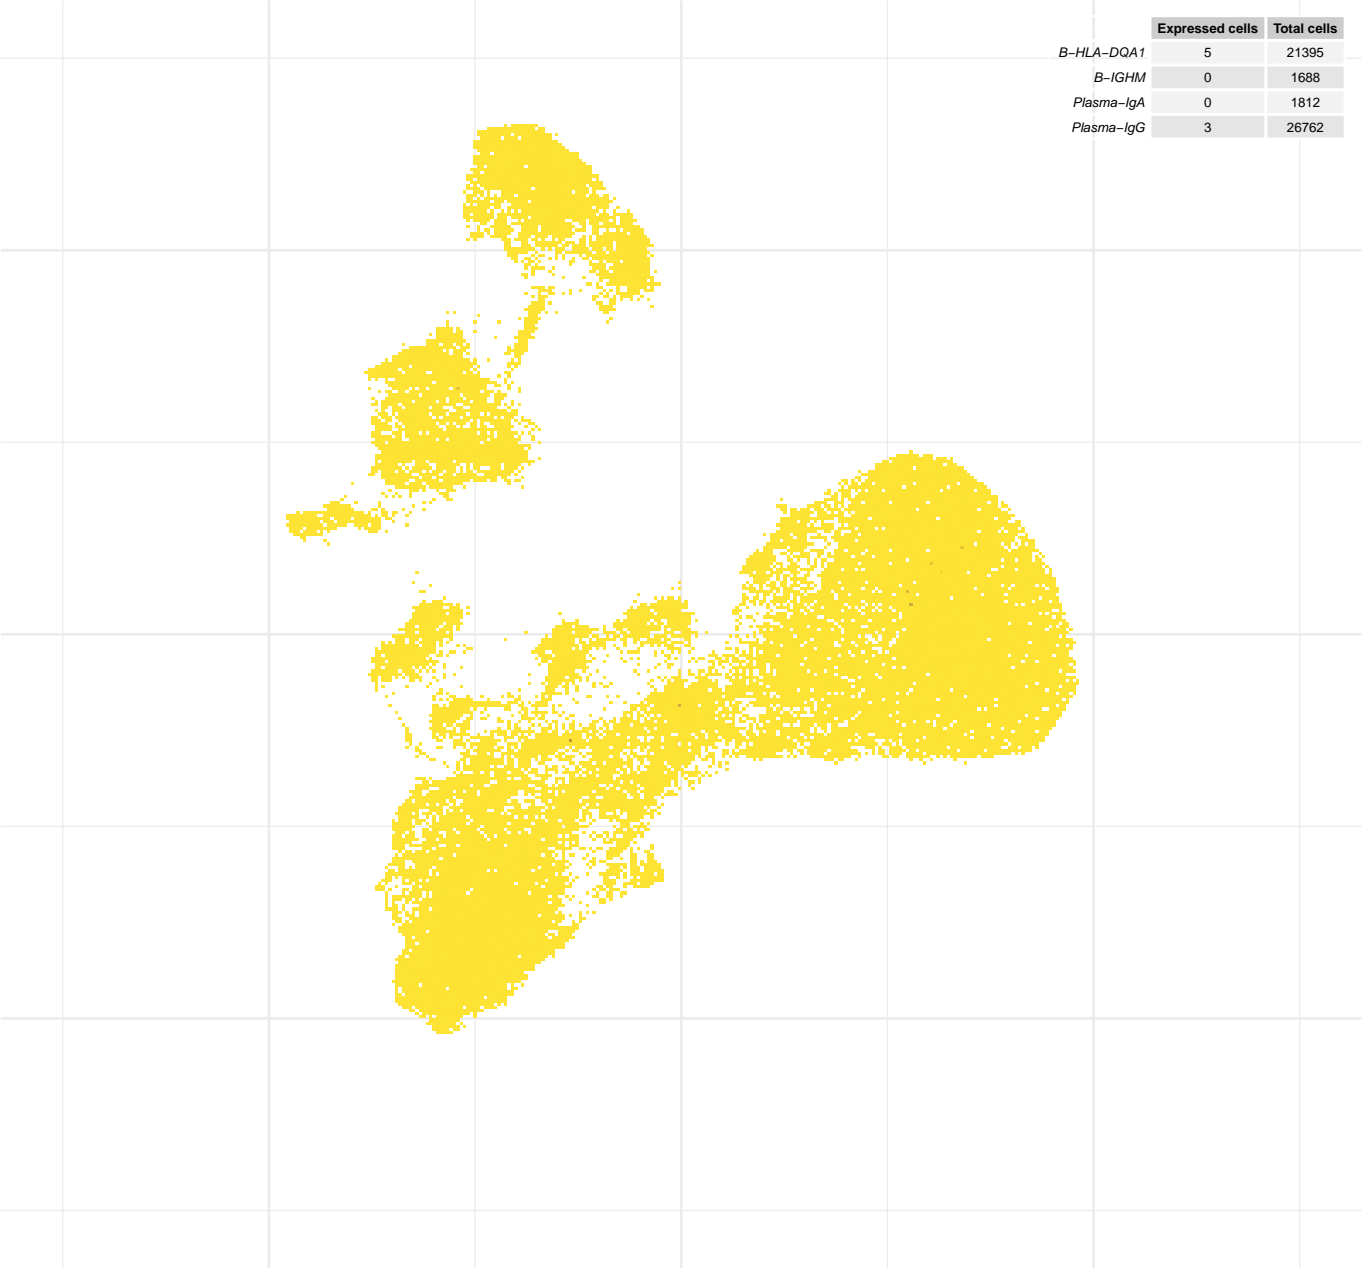 Expressed cells Total cells
B−HLA−DQA1 5 21395
B−IGHM 0 1688
Plasma−IgA 0 1812
Plasma−IgG 3 26762